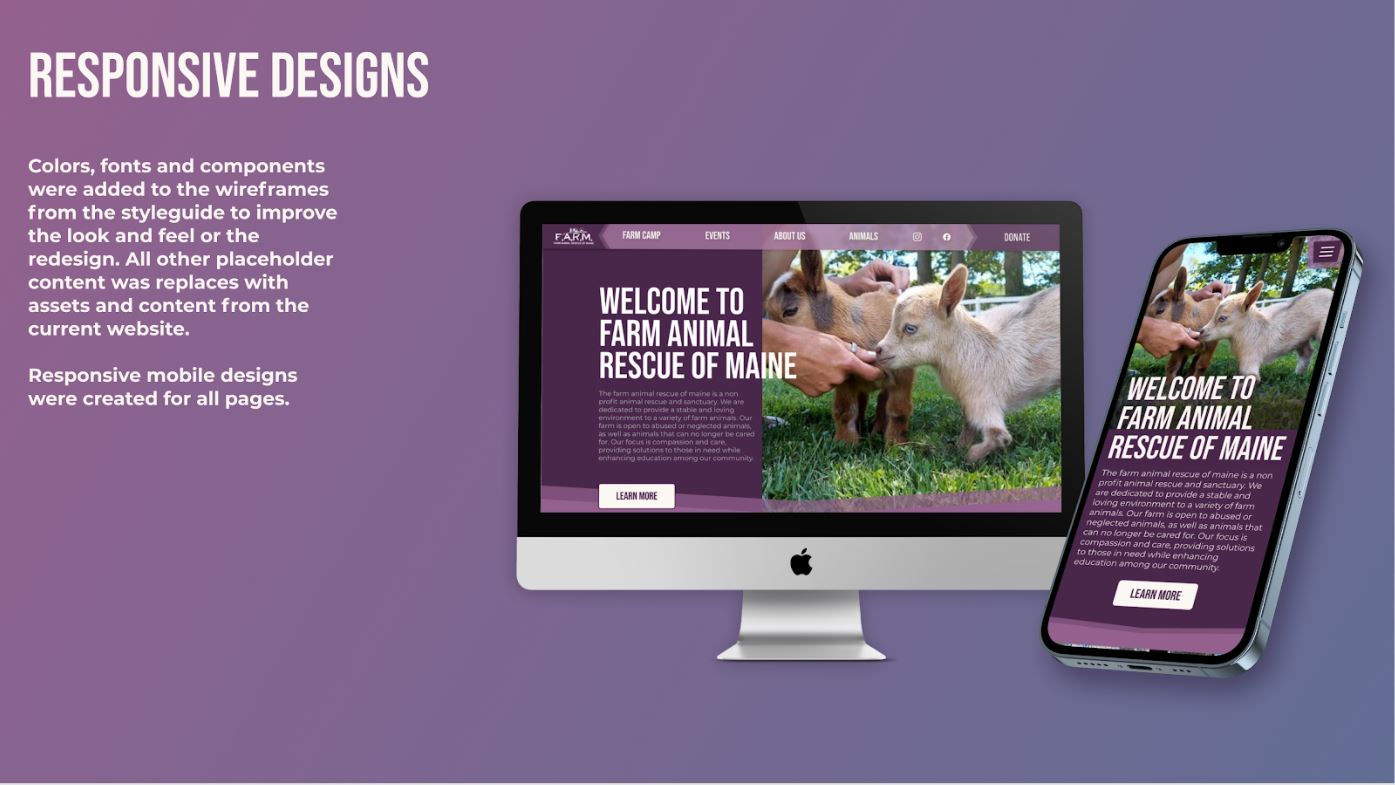 RESPONSIVE DESIGNS
Colors, fonts and components
were added to the wireframes
from the styleguide to improve
the look and feel or the
redesign. All other placeholder
content was replaces with
assets and content from the
current website.
Responsive mobile designs
were created for all pages.
F.A.R.M.
FARM CAMP
EVENTS
ABOUT US
ANIMALS
DONATE
WELCOME TO
FARM ANIMAL
RESCUE OF MAINE
The farm animal rescue of maine is a non
profit animal rescue and sanctuary. We are
dedicated to provide a stable and loving
environment to a variety of farm animals. Our
farm is open to abused or neglected animals,
as well as animals that can no longer be cared
for. Our focus is compassion and care,
providing solutions to those in need while
enhancing education among our community.
LEARN MORE
WELCOME TO
FARM ANIMAL
RESCUE OF MAINE
The farm animal rescue of maine is a non
profit animal rescue and sanctuary. We
are dedicated to provide a stable and
loving environment to a variety of farm
animals. Our farm is open to abused or
neglected animals, as well as animals that
can no longer be cared for. Our focus is
compassion and care, providing solutions
to those in need while enhancing
education among our community.
LEARN MORE